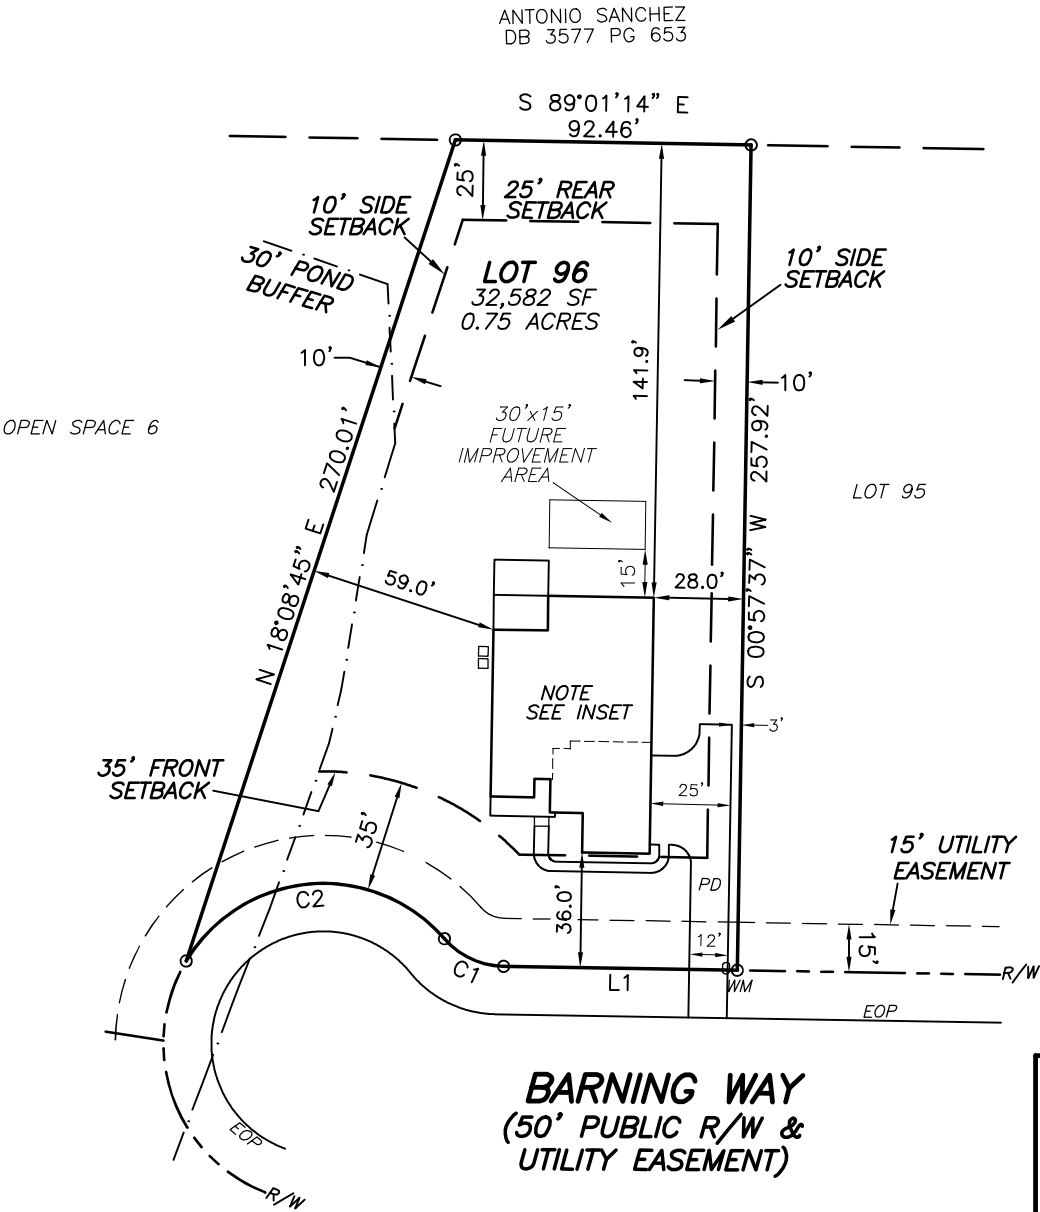 ANTONIO SANCHEZ
DB 3577 PG 653
S 89°01'14" E
92.46'
25'
25' REAR
SETBACK
10' SIDE
SETBACK
30' POND
BUFFER
LOT 96
32,582 SF
0.75 ACRES
10' SIDE
SETBACK
10'
141.9'
10'
OPEN SPACE 6
N 18°08'45" E 270.01'
30'x15'
FUTURE
IMPROVEMENT
AREA
S 00°57'37" W 257.92'
LOT 95
59.0'
15'
28.0'
NOTE
SEE INSET
3'
35' FRONT
SETBACK
25'
35'
15' UTILITY
EASEMENT
C2
36.0'
PD
12'
15'
C1
L1
WM
R/W
EOP
BARNING WAY
(50' PUBLIC R/W &
UTILITY EASEMENT)
EOP
R/W